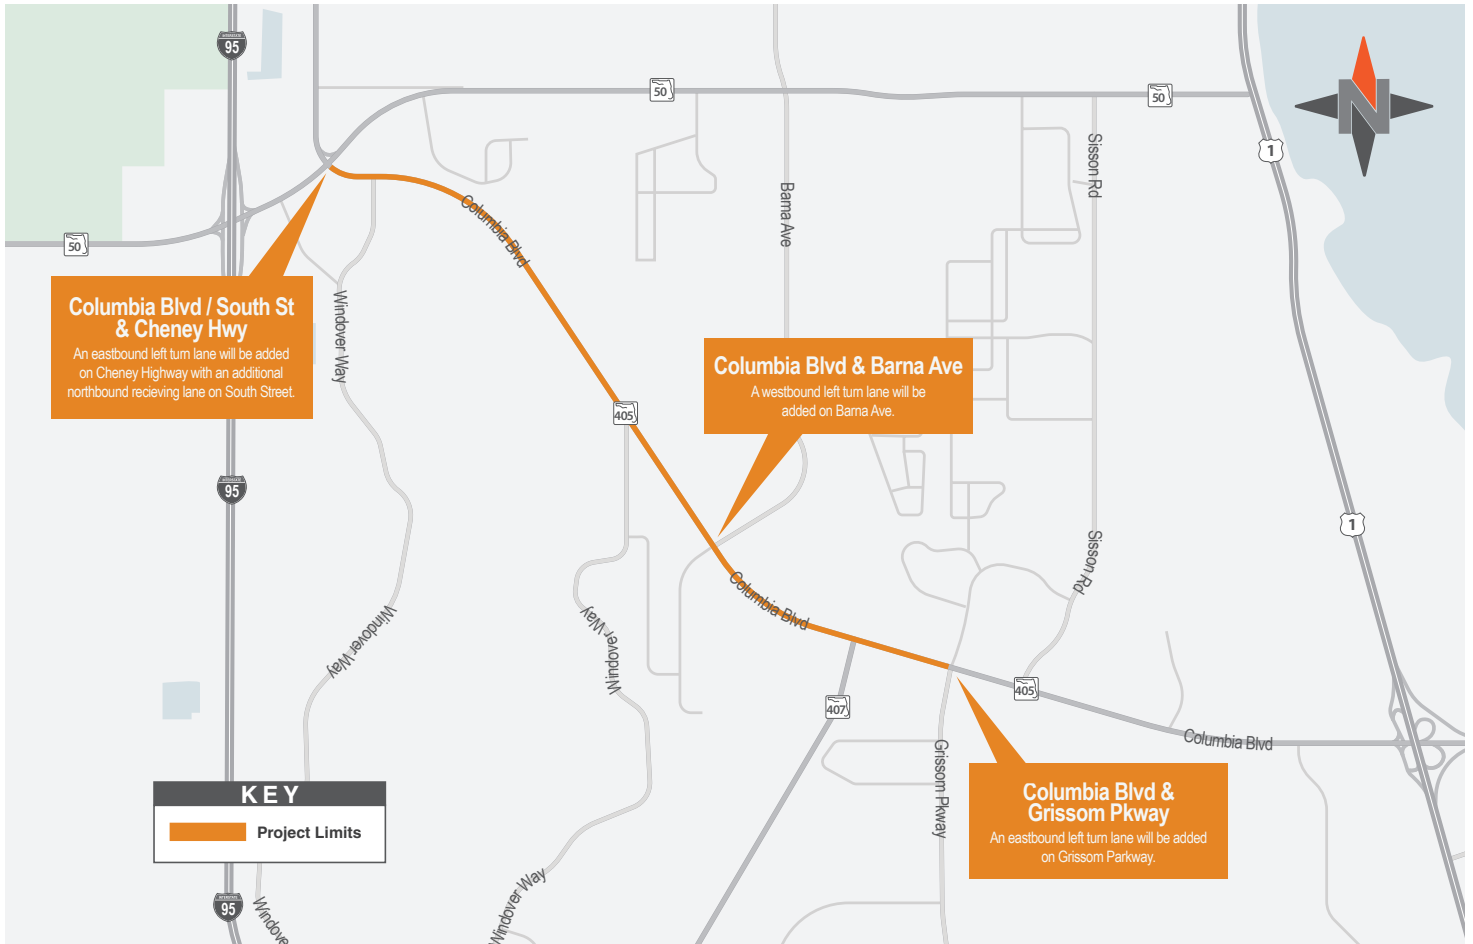 INTERSTATE
95
50
50
1
N
Sisson Rd
Barna Ave
Columbia Blvd
50
Columbia Blvd / South St
& Cheney Hwy
An eastbound left turn lane will be added
on Cheney Highway with an additional
northbound recieving lane on South Street.
Windover Way
Columbia Blvd & Barna Ave
A westbound left turn lane will be
added on Barna Ave.
405
INTERSTATE
95
1
Sisson Rd
Columbia Blvd
Windover Way
Windover Way
405
407
Columbia Blvd
Grissom Pkway
Columbia Blvd &
Grissom Pkway
An eastbound left turn lane will be added
on Grissom Parkway.
KEY
Project Limits
INTERSTATE
95
Windove
Windover Way